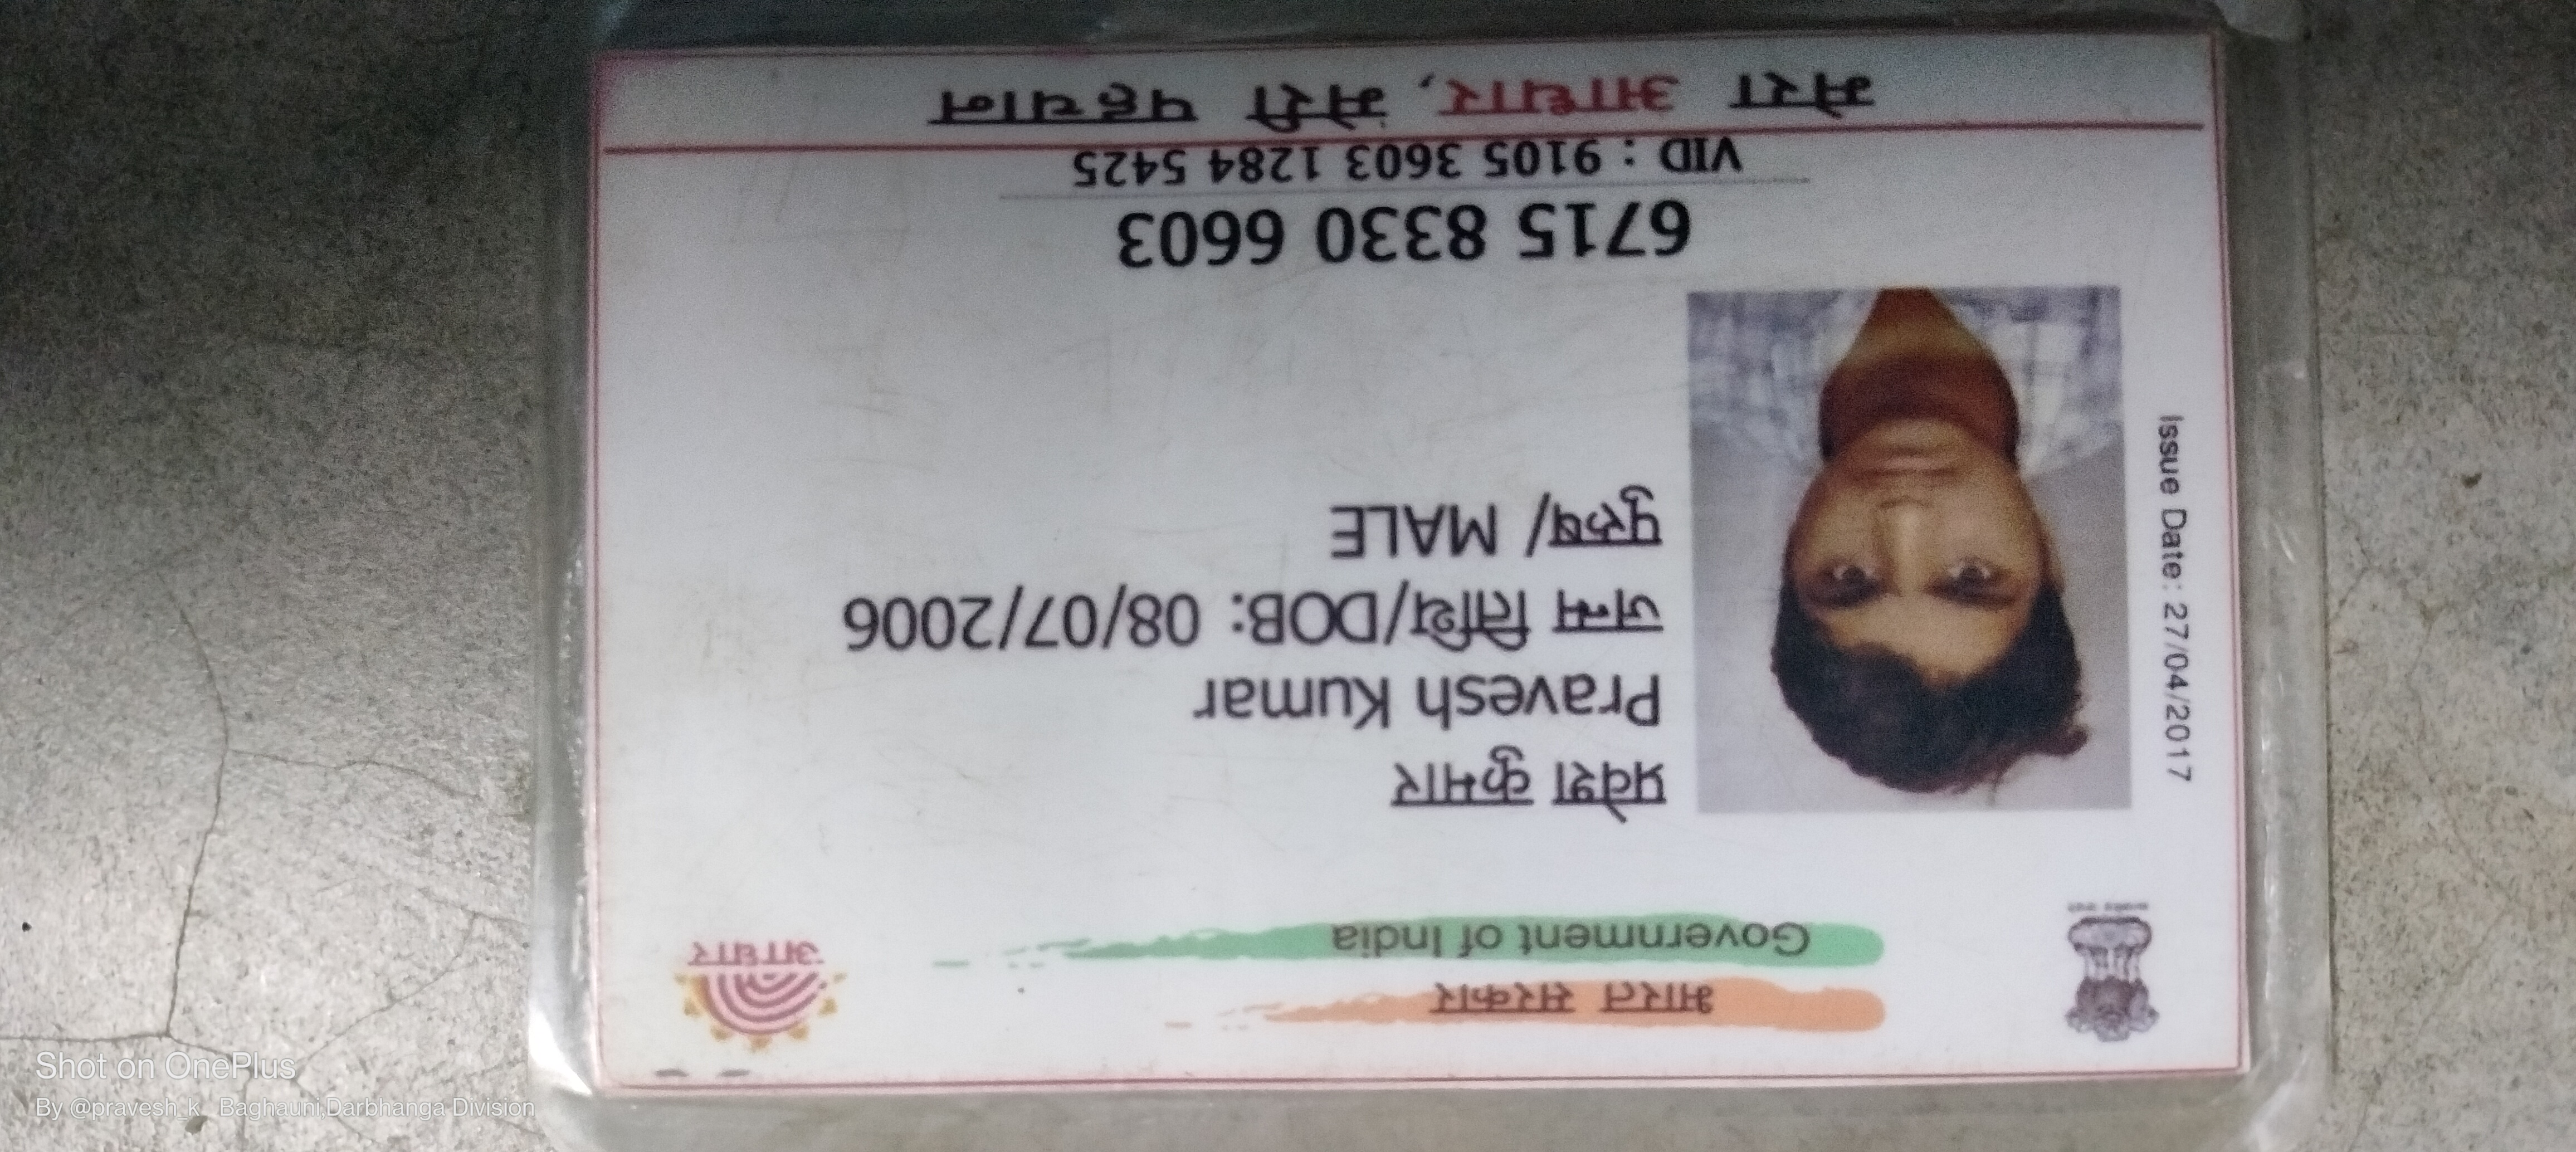 भारत सरकार
Government of India
आधार
Issue Date: 27/04/2017
प्रवेश कुमार
Pravesh Kumar
जन्म तिथि/DOB: 08/07/2006
पुरुष/ MALE
6715 8330 6603
VID : 9105 3603 1284 5425
मेरा आधार, मेरी पहचान
Shot on OnePlus
By @pravesh_k_ Baghauni,Darbhanga Division